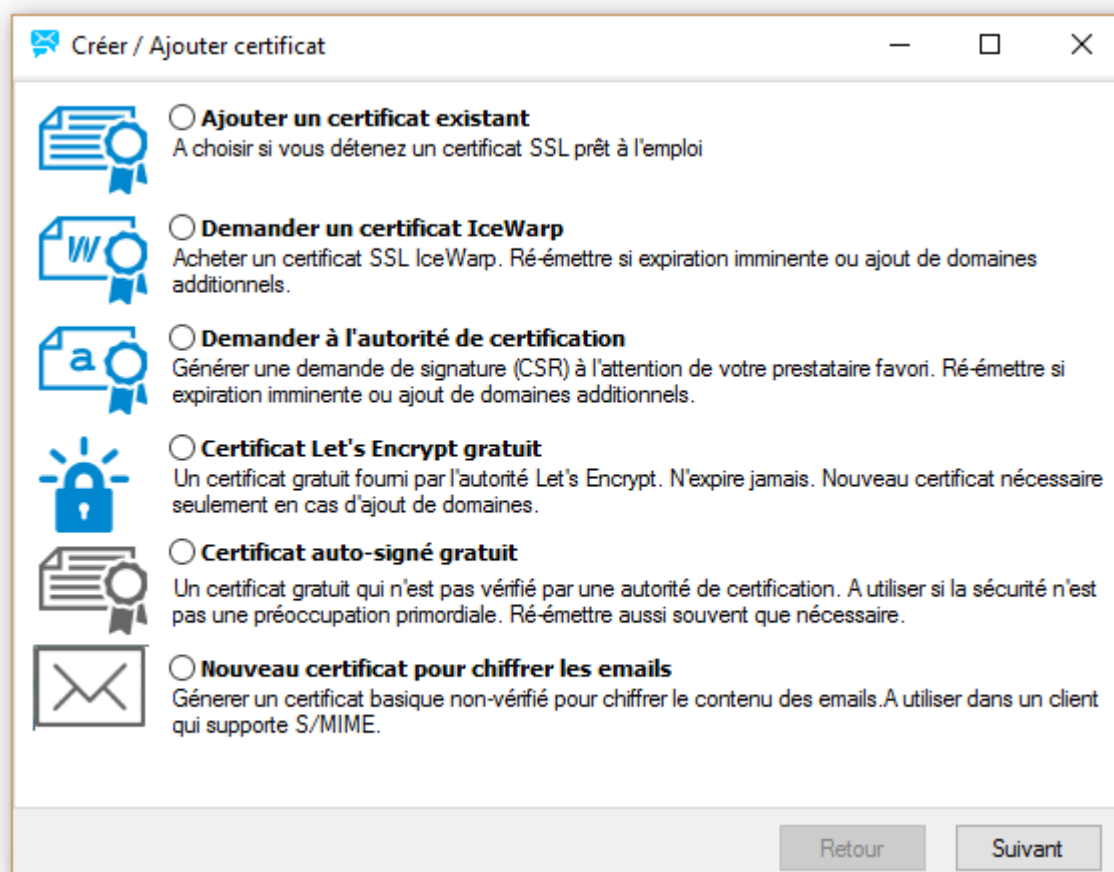 Créer / Ajouter certificat
Ajouter un certificat existant
A choisir si vous détenez un certificat SSL prêt à l'emploi
W
Demander un certificat IceWarp
Acheter un certificat SSL IceWarp. Ré-émettre si expiration imminente ou ajout de domaines
additionnels.
a
Demander à l'autorité de certification
Générer une demande de signature (CSR) à l'attention de votre prestataire favori. Ré-émettre si
expiration imminente ou ajout de domaines additionnels.
Certificat Let's Encrypt gratuit
Un certificat gratuit fourni par l'autorité Let's Encrypt. N'expire jamais. Nouveau certificat nécessaire
seulement en cas d'ajout de domaines.
Certificat auto-signé gratuit
Un certificat gratuit qui n'est pas vérifié par une autorité de certification. A utiliser si la sécurité n'est
pas une préoccupation primordiale. Ré-émettre aussi souvent que nécessaire.
Nouveau certificat pour chiffrer les emails
Génerer un certificat basique non-vérifié pour chiffrer le contenu des emails.A utiliser dans un client
qui supporte S/MIME.
Retour
Suivant